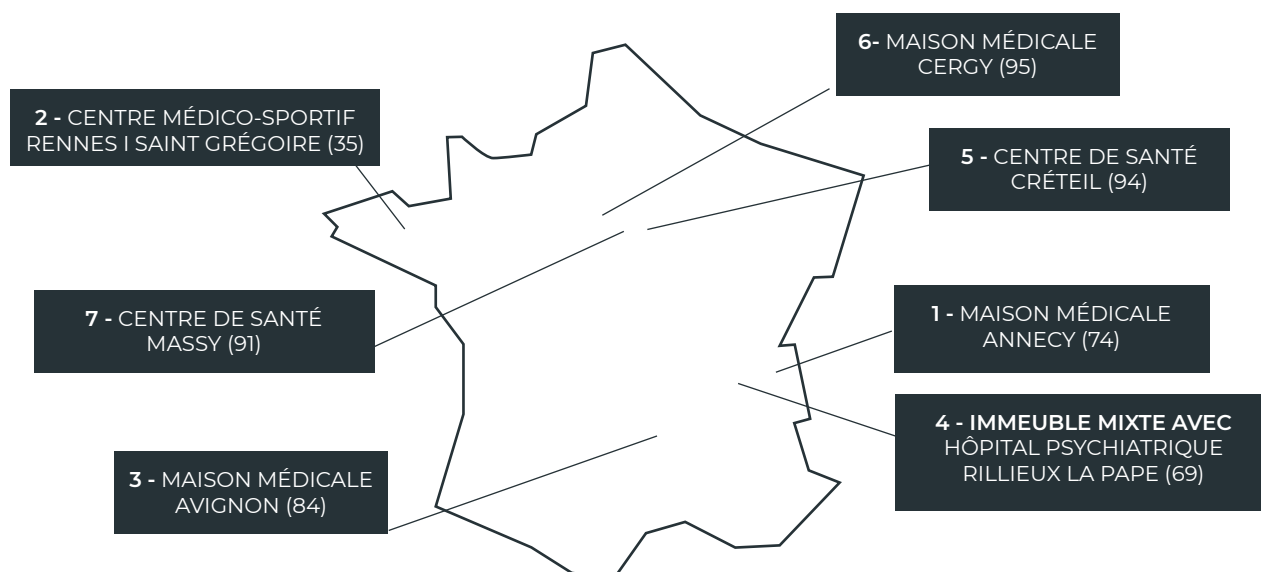 6- MAISON MÉDICALE
CERGY (95)
2 - CENTRE MÉDICO-SPORTIF
RENNES I SAINT GRÉGOIRE (35)
5 - CENTRE DE SANTÉ
CRÉTEIL (94)
7 - CENTRE DE SANTÉ
MASSY (91)
1 - MAISON MÉDICALE
ANNECY (74)
4 - IMMEUBLE MIXTE AVEC
HÔPITAL PSYCHIATRIQUE
RILLIEUX LA PAPE (69)
3 - MAISON MÉDICALE
AVIGNON (84)